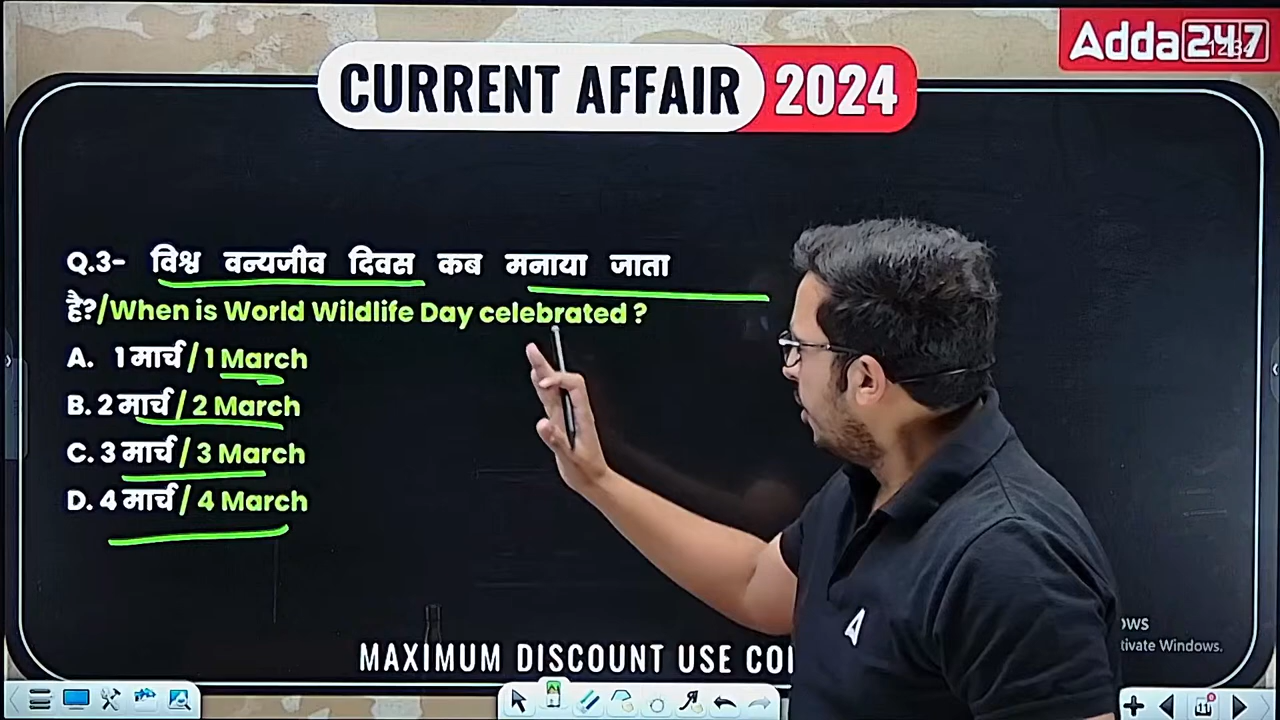 Adda247
CURRENT AFFAIR 2024
Q.3- विश्व वन्यजीव दिवस कब मनाया जाता
है?/When is World Wildlife Day celebrated ?
A. 1 मार्च / 1 March
B. 2 मार्च / 2 March
C. 3 मार्च / 3 March
D. 4 मार्च / 4 March
MAXIMUM DISCOUNT USE
tivate Windows.